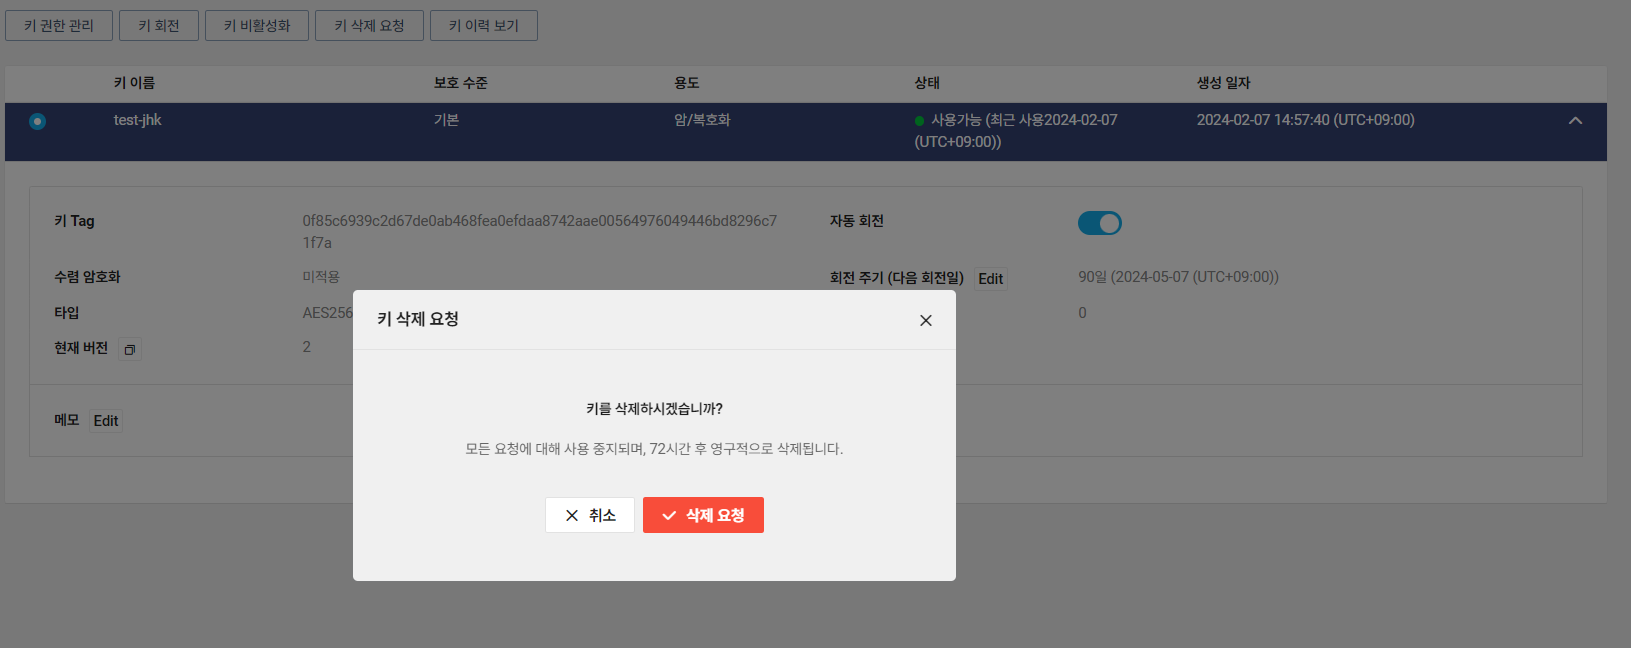 키 권한 관리 키 회전 키 비활성화 키 삭제 요청 키 이력 보기
키 이름 보호 수준 용도 상태 생성 일자
test-jhk 기본 암/복호화 사용가능 (최근 사용2024-02-07 2024-02-07 14:57:40 (UTC+09:00)
(UTC+09:00))
키 Tag 0f85c6939c2d67de0ab468fea0efdaa8742aae00564976049446bd8296c7 자동 회전
1f7a
수렴 암호화 미적용 회전 주기 (다음 회전일) Edit 90일 (2024-05-07 (UTC+09:00))
타입 AES256 0
현재 버전 2
메모 Edit
키 삭제 요청
키를 삭제하시겠습니까?
모든 요청에 대해 사용 중지되며, 72시간 후 영구적으로 삭제됩니다.
취소 삭제 요청